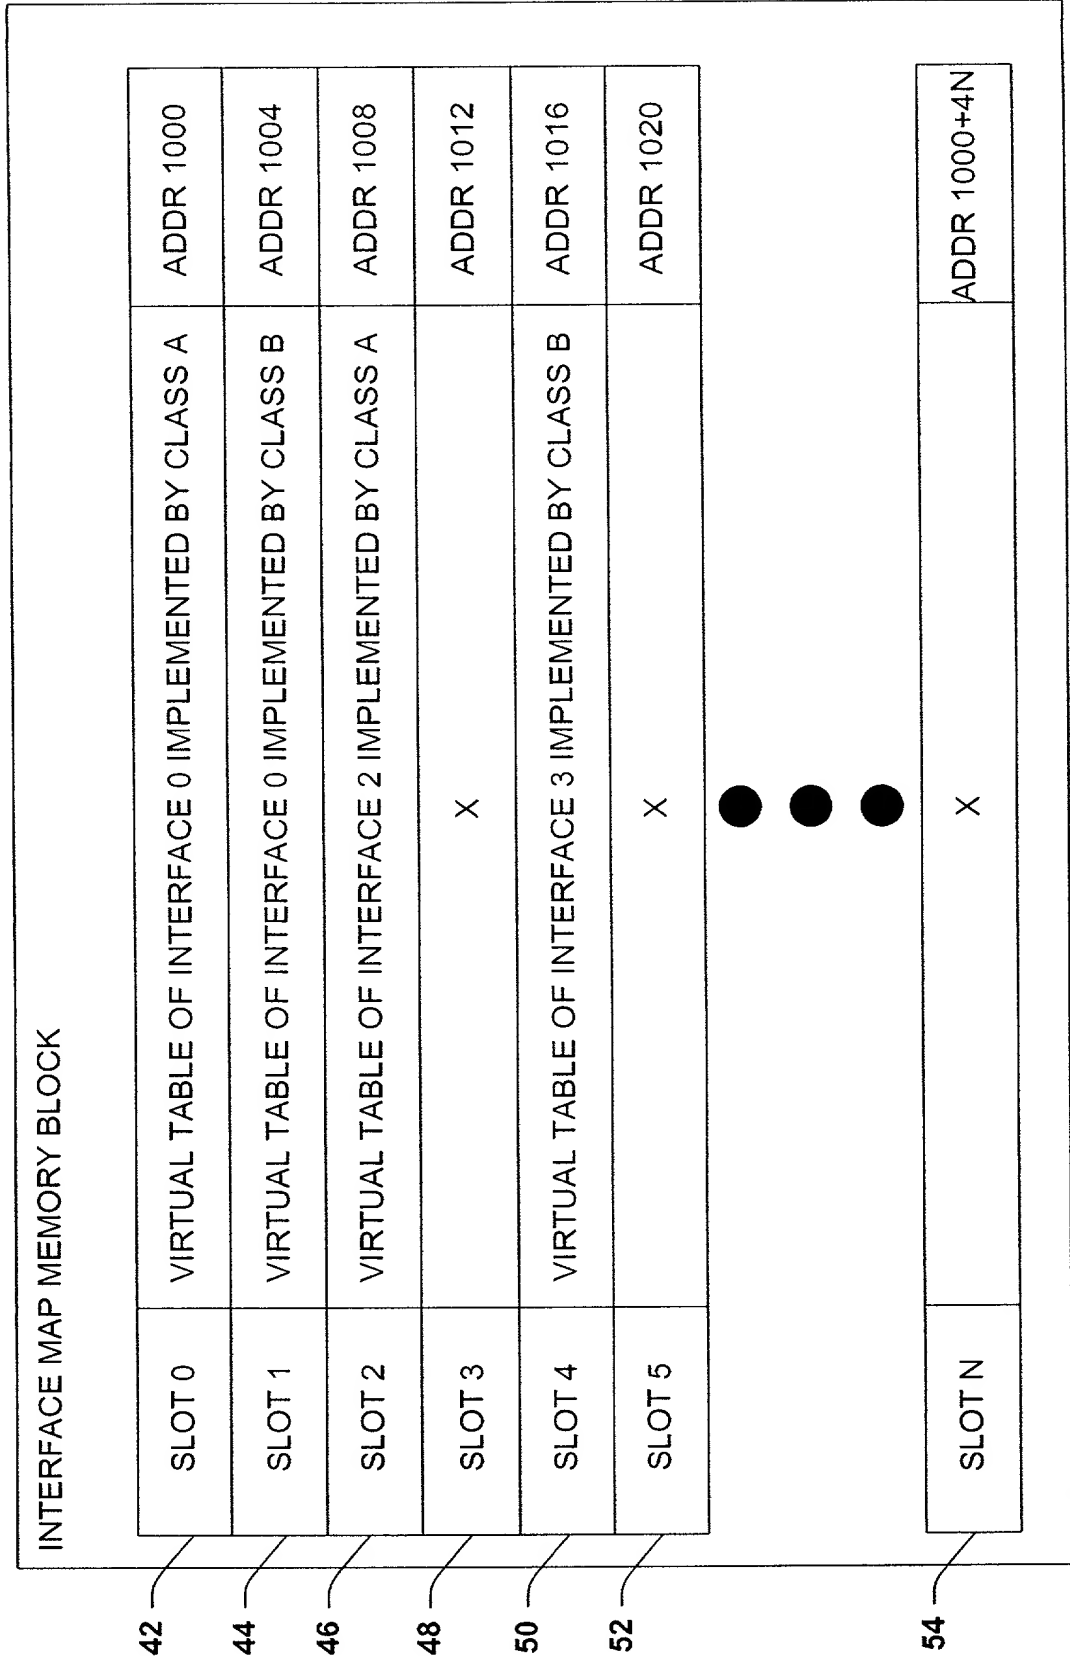 INTERFACE MAP MEMORY BLOCK
42 SLOT 0 VIRTUAL TABLE OF INTERFACE 0 IMPLEMENTED BY CLASS A ADDR 1000
44 SLOT 1 VIRTUAL TABLE OF INTERFACE 0 IMPLEMENTED BY CLASS B ADDR 1004
46 SLOT 2 VIRTUAL TABLE OF INTERFACE 2 IMPLEMENTED BY CLASS A ADDR 1008
48 SLOT 3 X ADDR 1012
50 SLOT 4 VIRTUAL TABLE OF INTERFACE 3 IMPLEMENTED BY CLASS B ADDR 1016
52 SLOT 5 X ADDR 1020
54 SLOT N X ADDR 1000+4N